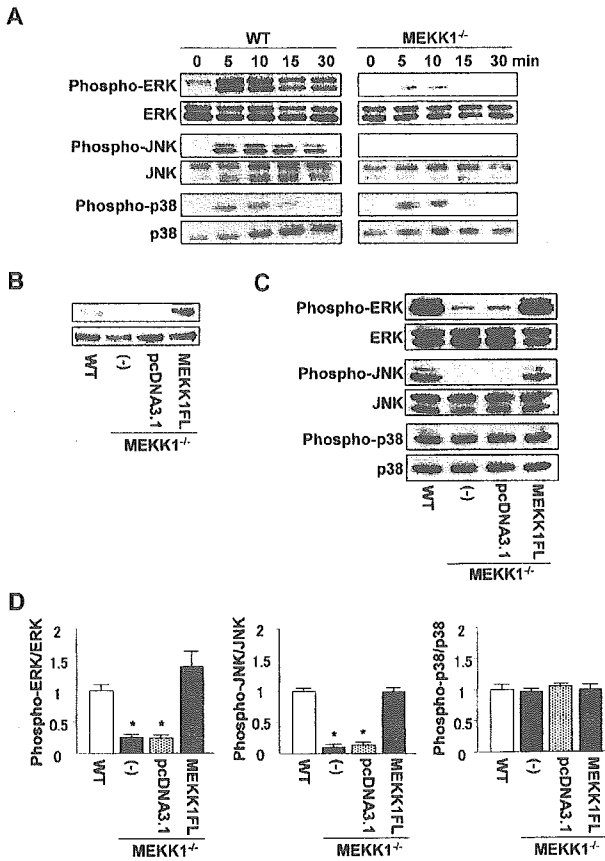 A
WT
MEKK1-/-
0 5 10 15 30
0 5 10 15 30 min
Phospho-ERK
ERK
Phospho-JNK
JNK
Phospho-p38
p38
B
WT
(-)
pcDNA3.1
MEKK1FL
MEKK1-/-
C
Phospho-ERK
ERK
Phospho-JNK
JNK
Phospho-p38
p38
WT
(-)
pcDNA3.1
MEKK1FL
MEKK1-/-
D
Phospho-ERK/ERK
2
1.5
1
0.5
0
* *
WT
(-)
pcDNA3.1
MEKK1FL
MEKK1-/-
Phospho-JNK/JNK
2
1.5
1
0.5
0
* *
WT
(-)
pcDNA3.1
MEKK1FL
MEKK1-/-
Phospho-p38/p38
2
1.5
1
0.5
0
WT
(-)
pcDNA3.1
MEKK1FL
MEKK1-/-